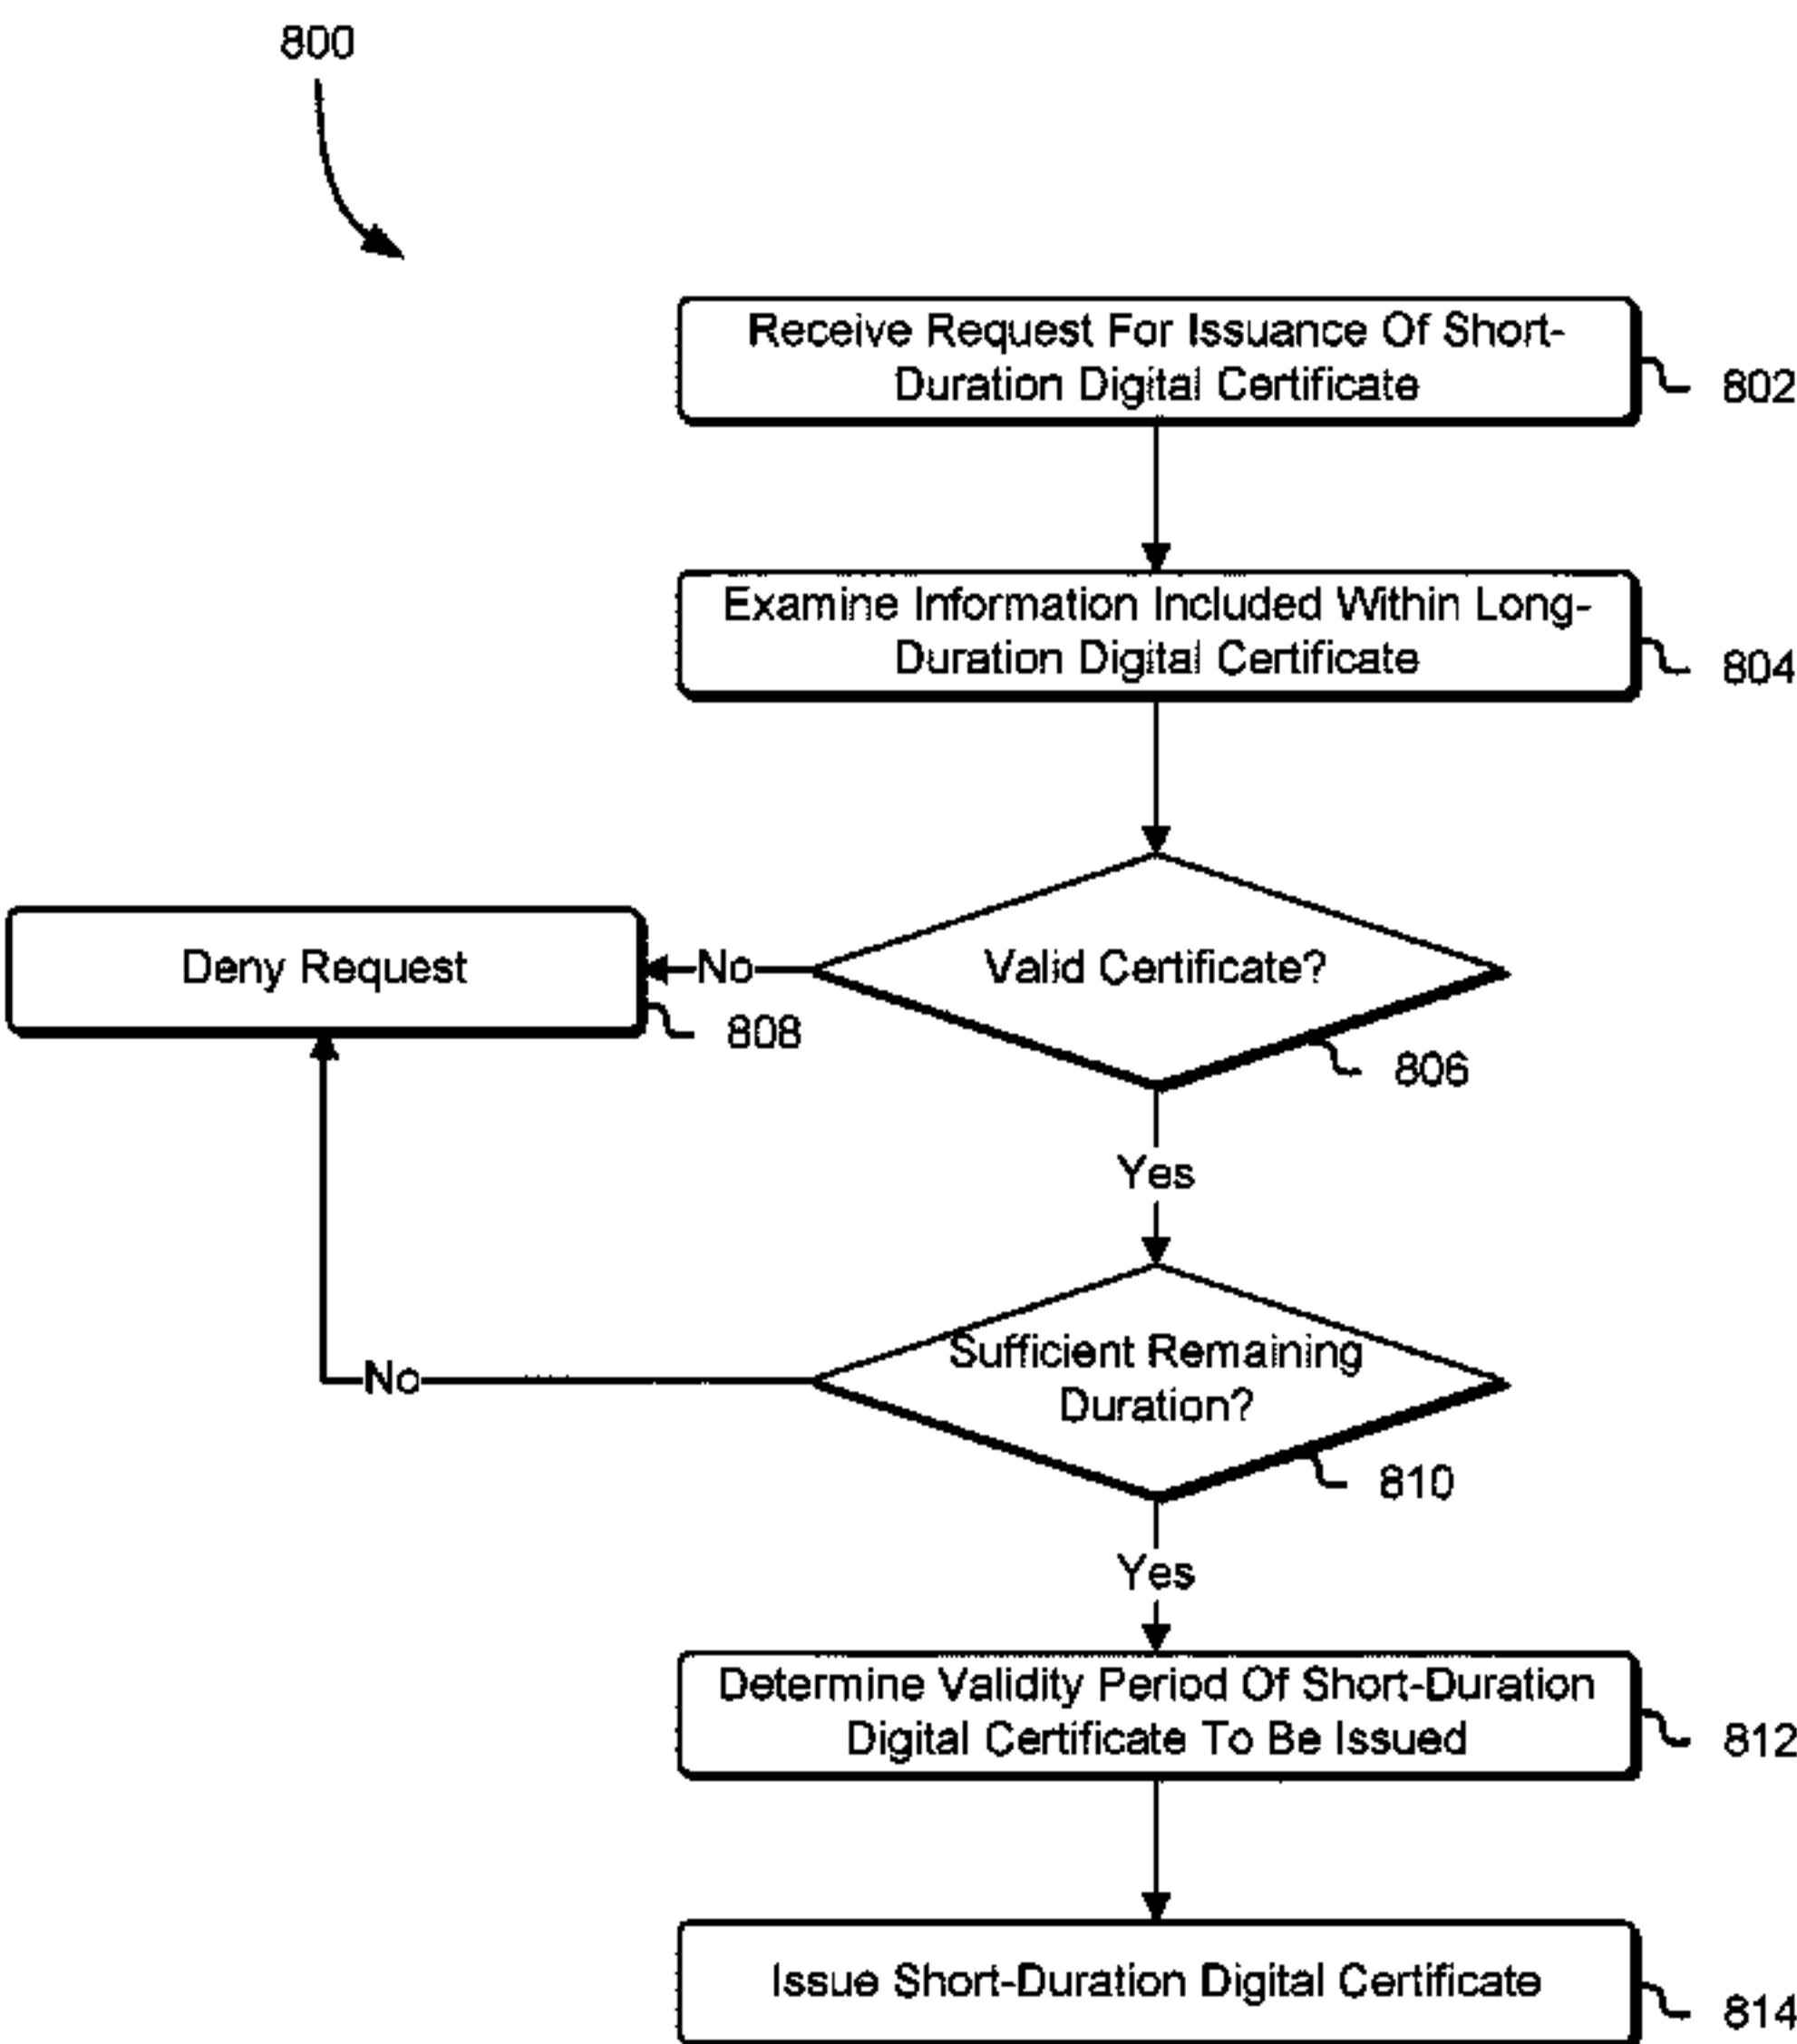 800
Receive Request For Issuance Of Short-
Duration Digital Certificate
802
Examine Information Included Within Long-
Duration Digital Certificate
804
Valid Certificate?
806
No
Deny Request
808
Yes
Sufficient Remaining
Duration?
810
No
Yes
Determine Validity Period Of Short-Duration
Digital Certificate To Be Issued
812
Issue Short-Duration Digital Certificate
814